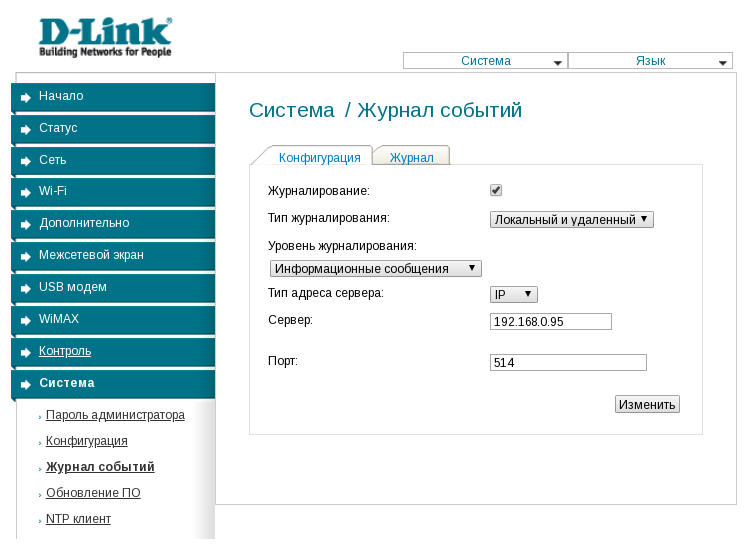 D-Link®
Building Networks for People
Система
Язык
Начало
Статус
Сеть
Wi-Fi
Дополнительно
Межсетевой экран
USB модем
WiMAX
Контроль
Система
Пароль администратора
Конфигурация
Журнал событий
Обновление ПО
NTP клиент
Система / Журнал событий
Конфигурация
Журнал
Журналирование:
Тип журналирования: Локальный и удаленный
Уровень журналирования:
Информационные сообщения
Тип адреса сервера: IP
Сервер: 192.168.0.95
Порт: 514
Изменить